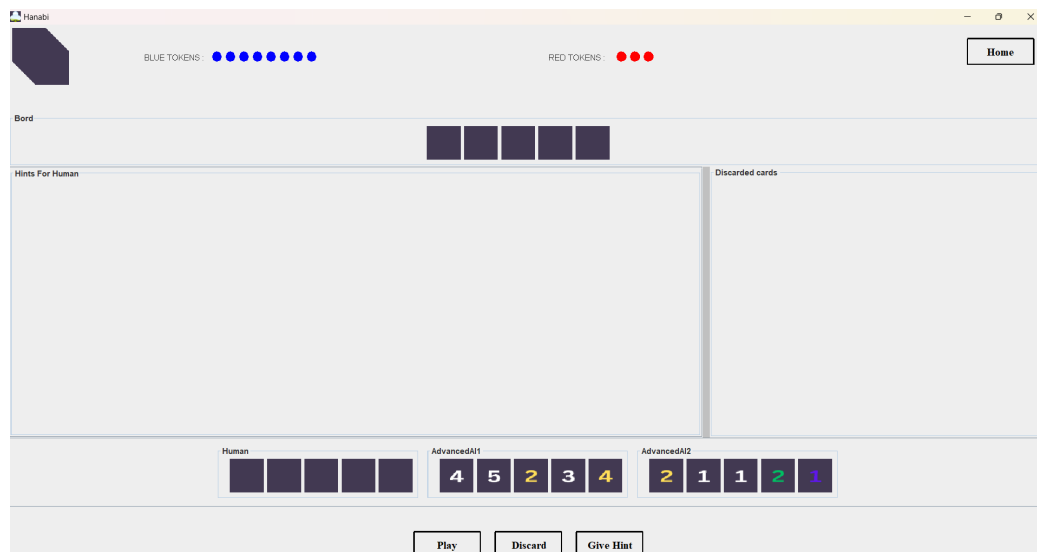 Hanabi
BLUE TOKENS :
RED TOKENS :
Home
Bord
Hints For Human
Discarded cards
Human
AdvancedAI1
AdvancedAI2
4 5 2 3 4
2 1 1 2 1
Play
Discard
Give Hint